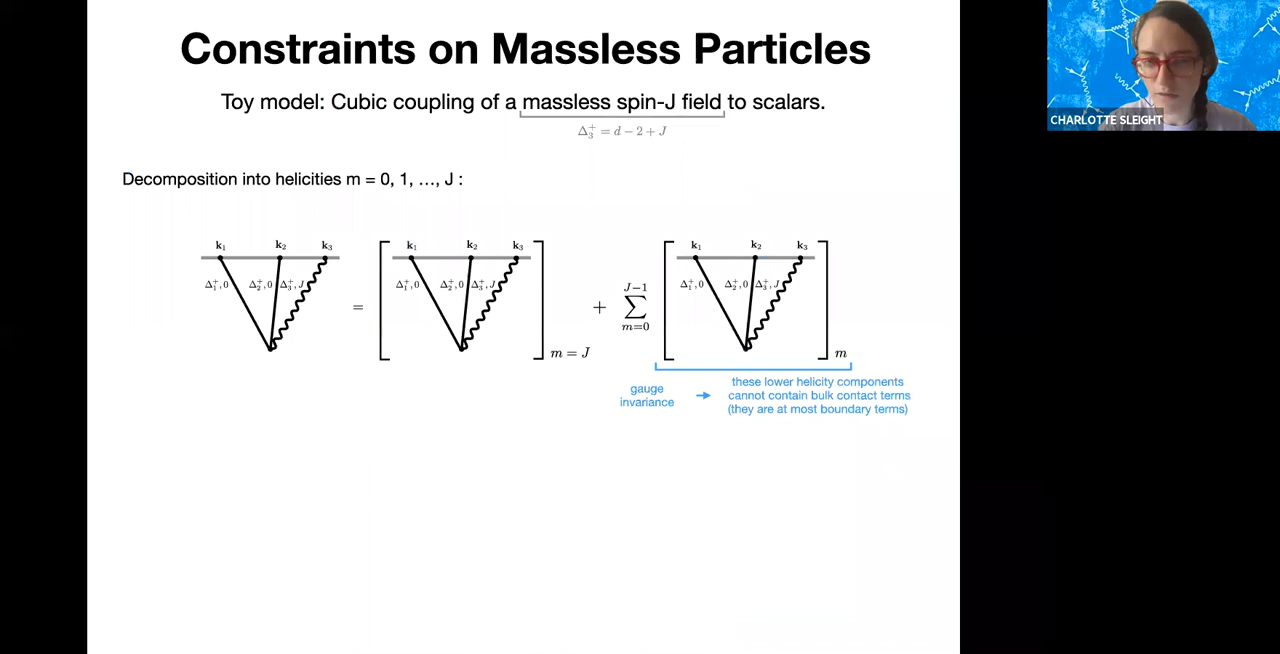 Constraints on Massless Particles
Toy model: Cubic coupling of a massless spin-J field to scalars.
Δ₃⁺ = d − 2 + J
Decomposition into helicities m = 0, 1, …, J :
k₁ k₂ k₃
Δ₁⁺,0 Δ₂⁺,0 Δ₃⁺,J
=
k₁ k₂ k₃
Δ₁⁺,0 Δ₂⁺,0 Δ₃⁺,J
m = J
+
J−1
∑
m=0
k₁ k₂ k₃
Δ₁⁺,0 Δ₂⁺,0 Δ₃⁺,J
m
gauge
invariance
→
these lower helicity components
cannot contain bulk contact terms
(they are at most boundary terms)
CHARLOTTE SLEIGHT